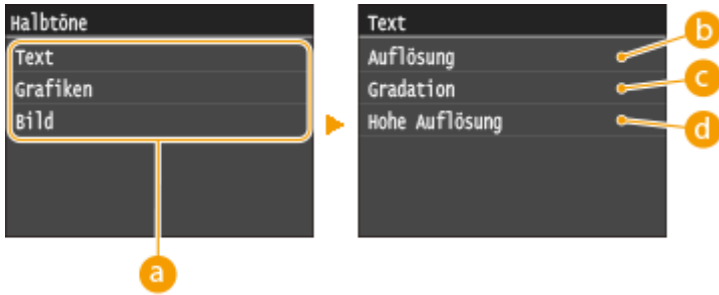 Halbtöne
Text
Grafiken
Bild
a
Text
Auflösung
b
Gradation
c
Hohe Auflösung
d